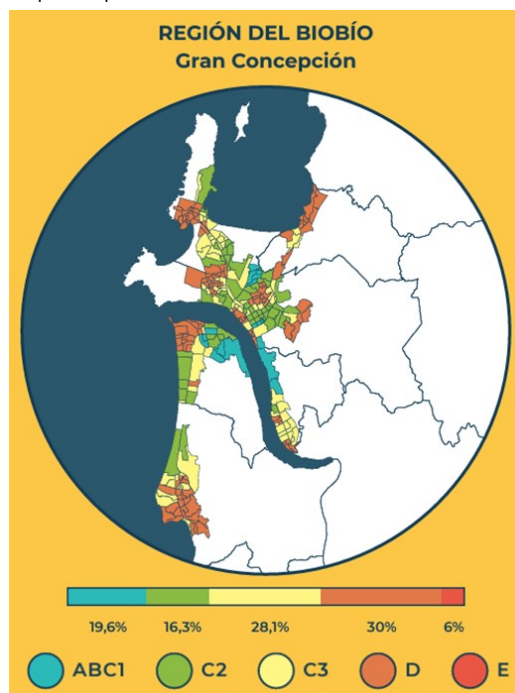 REGIÓN DEL BIOBÍO
Gran Concepción
19,6% 16,3% 28,1% 30% 6%
ABC1 C2 C3 D E